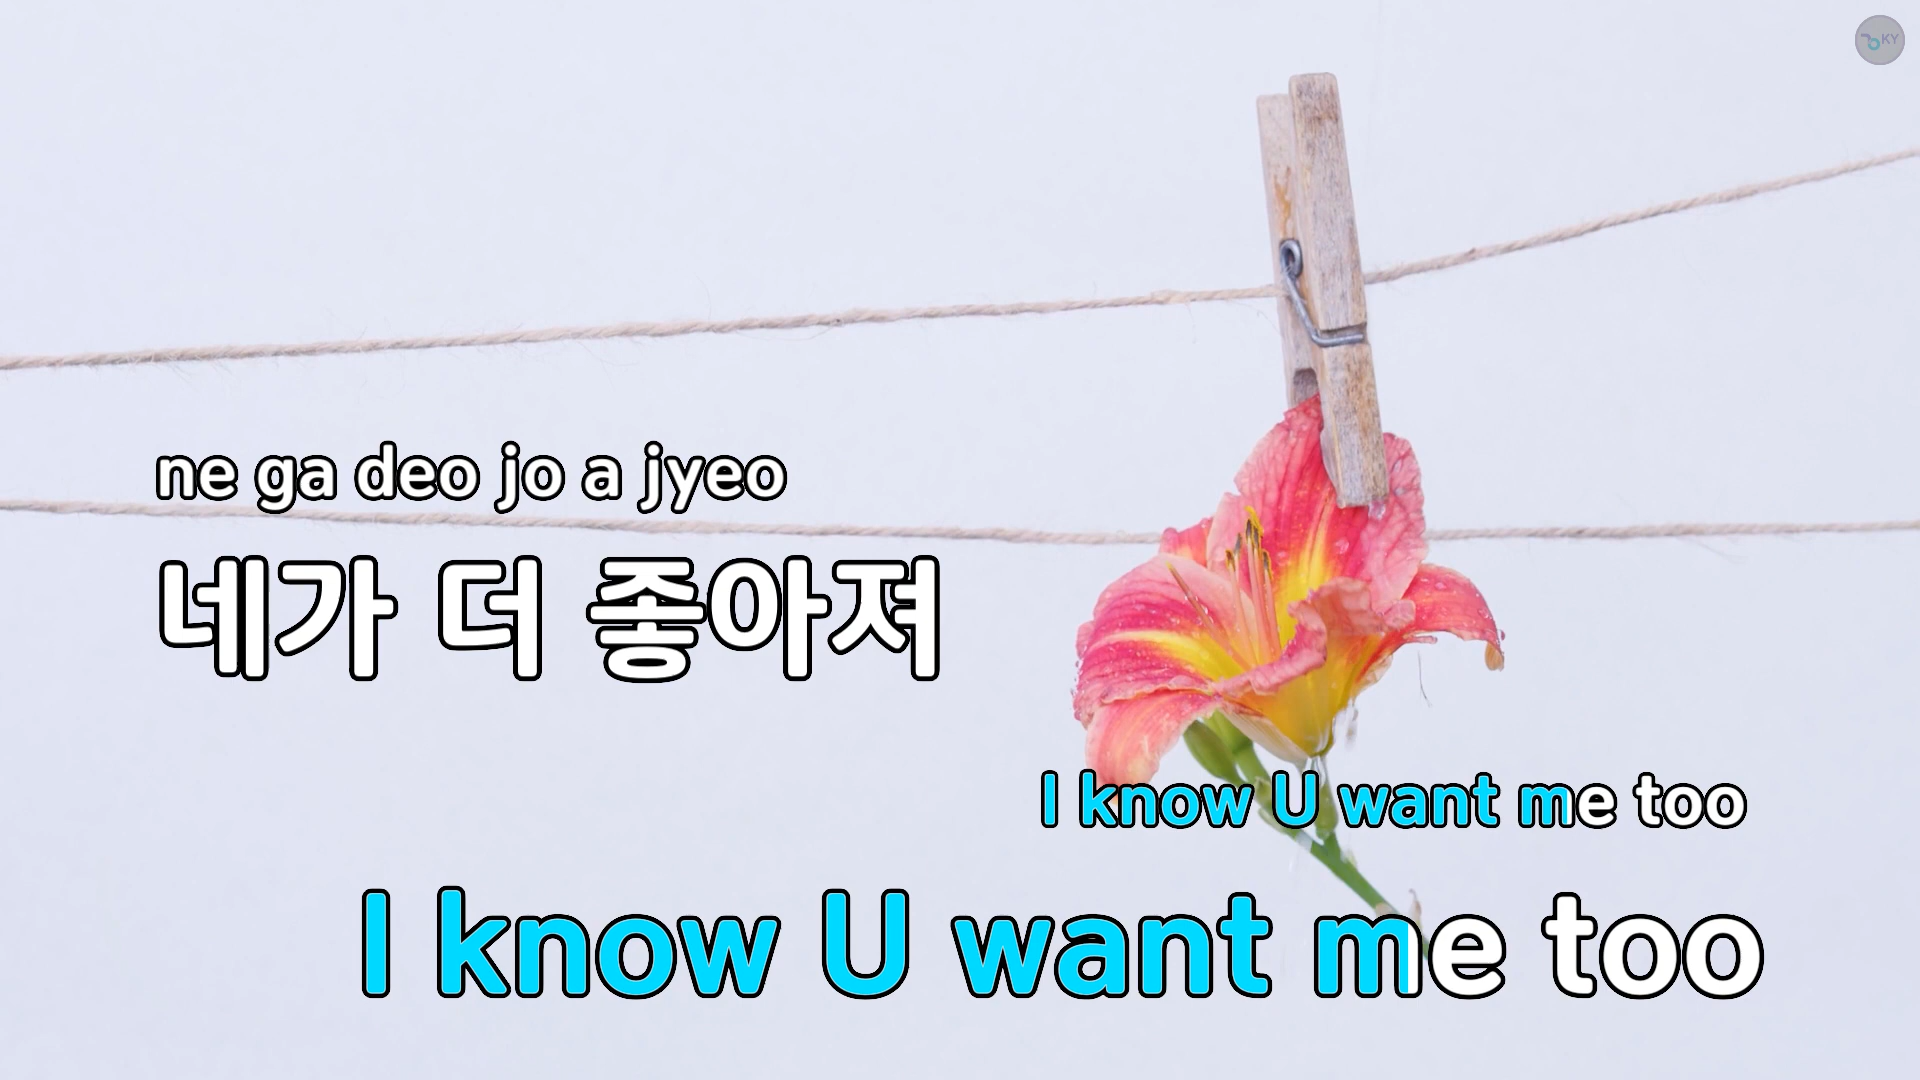 KY
ne ga deo jo a jyeo
네가 더 좋아져
I know U want me too
I know U want me too